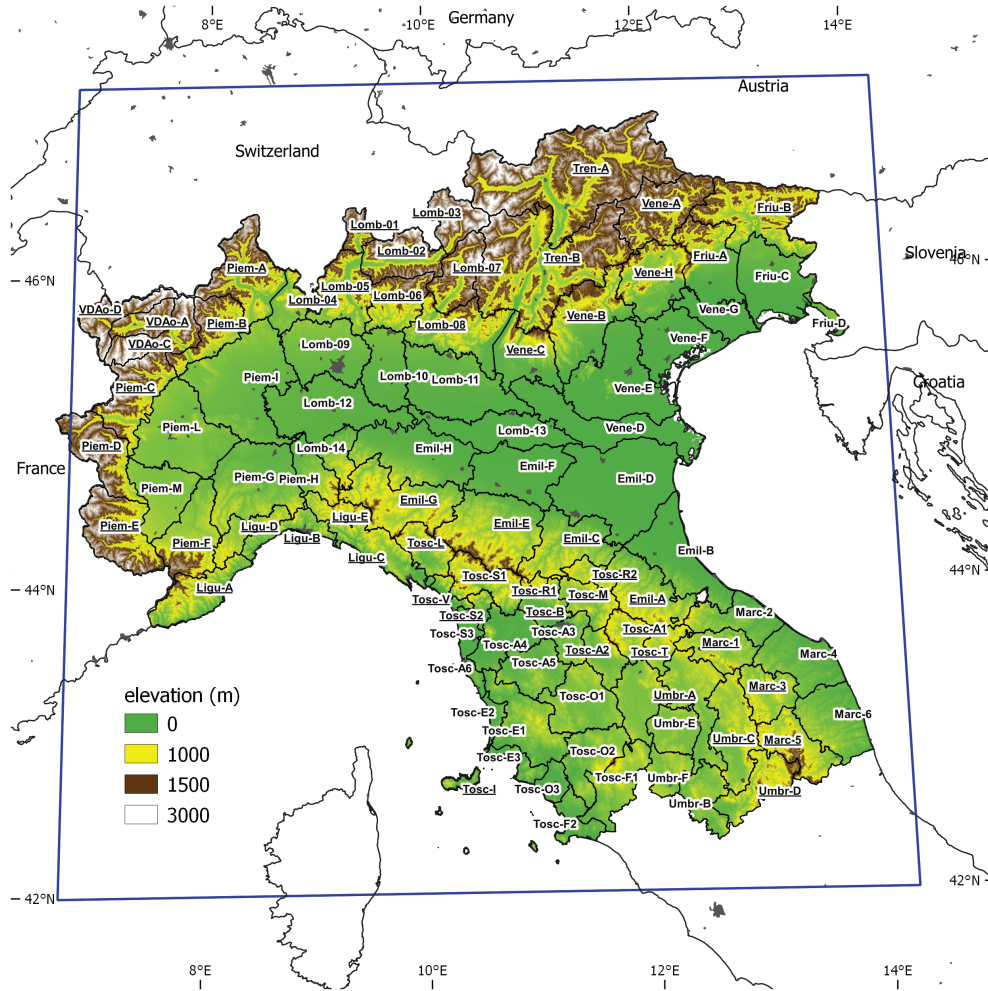 8°E 10°E 12°E 14°E
Germany
Austria
Switzerland
Tren-A
Vene-A
Lomb-03
Friu-B
Lomb-01
Lomb-02
Slovenia
46°N
Friu-A
Tren-B
Piem-A
Lomb-07
Vene-H
Friu-C
46°N
Lomb-05
Lomb-06
Lomb-04
VDAo-D
Vene-G
VDAo-A
Piem-B
Lomb-08
Vene-B
Friu-D
Vene-F
VDAo-C
Lomb-09
Vene-C
Piem-I
Lomb-10
Lomb-11
Croatia
Piem-C
Vene-E
Lomb-12
Piem-L
Lomb-13
Vene-D
Piem-D
Lomb-14
Emil-H
France
Emil-F
Piem-G
Piem-H
Emil-D
Piem-M
Emil-G
Ligu-E
Piem-E
Ligu-D
Emil-E
Ligu-B
Emil-C
Piem-F
Tosc-L
Emil-B
Ligu-C
44°N
Tosc-S1
Tosc-R2
44°N
Ligu-A
Tosc-R1
Tosc-M
Tosc-V
Emil-A
Tosc-S2
Tosc-B
Marc-2
Tosc-S3
Tosc-A3
Tosc-A1
Tosc-A4
Tosc-A2
Tosc-T
Marc-1
Marc-4
Tosc-A6
Tosc-A5
Marc-3
elevation (m)
Tosc-O1
Umbr-A
0
Tosc-E2
Umbr-E
Marc-6
Tosc-E1
Umbr-C
Marc-5
1000
Tosc-E3
Tosc-O2
1500
Tosc-I
Tosc-O3
Tosc-F1
Umbr-F
Umbr-D
3000
Umbr-B
Tosc-F2
42°N
42°N
8°E 10°E 12°E 14°E